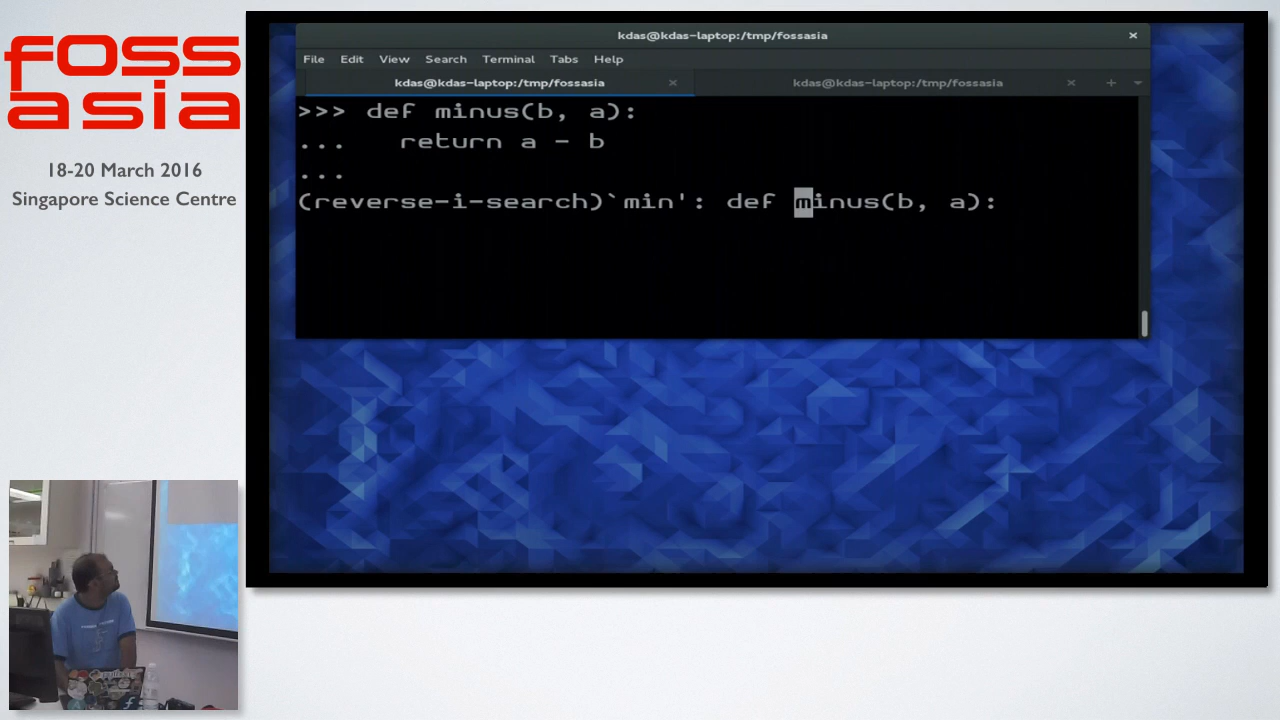 foss
asia
18-20 March 2016
Singapore Science Centre
kdas@kdas-laptop:/tmp/fossasia
File Edit View Search Terminal Tabs Help
kdas@kdas-laptop:/tmp/fossasia kdas@kdas-laptop:/tmp/fossasia
>>> def minus(b, a):
... return a - b
...
(reverse-i-search)`min': def minus(b, a):